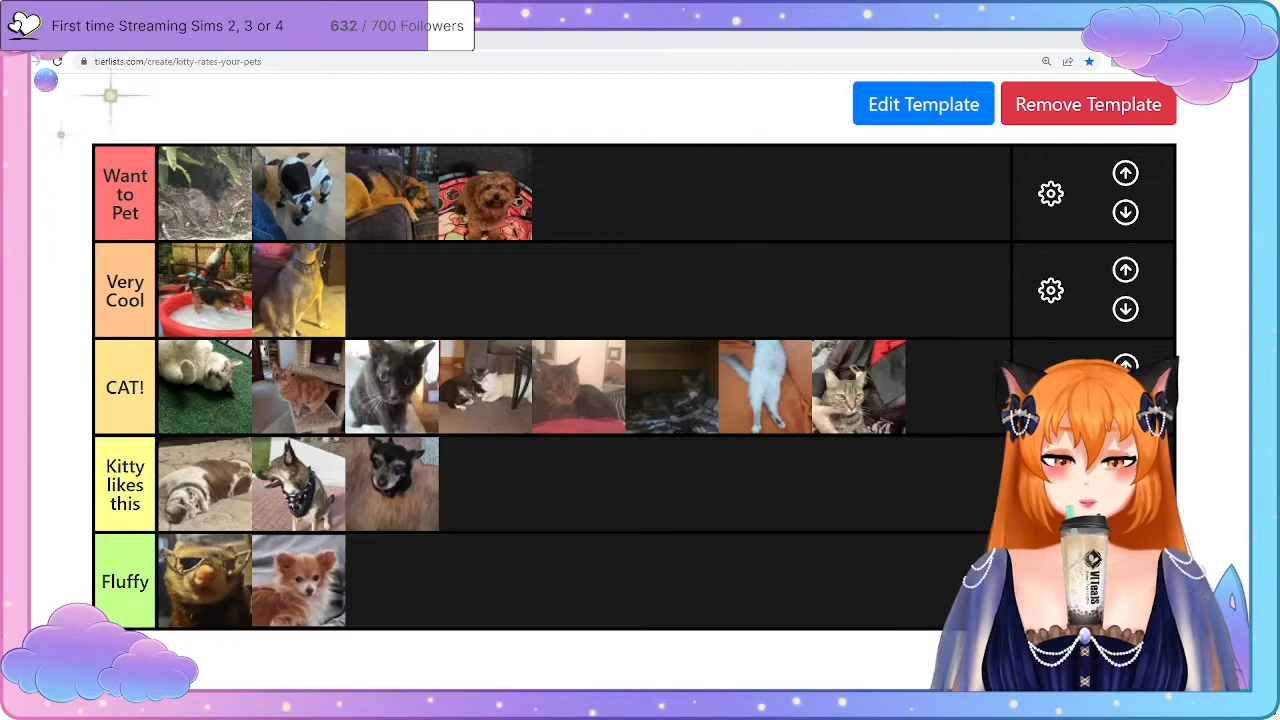 First time Streaming Sims 2, 3 or 4
632 / 700 Followers
tierlists.com/create/kitty-rates-your-pets
Edit Template
Remove Template
Want
to
Pet
Very
Cool
CAT!
Kitty
likes
this
Fluffy